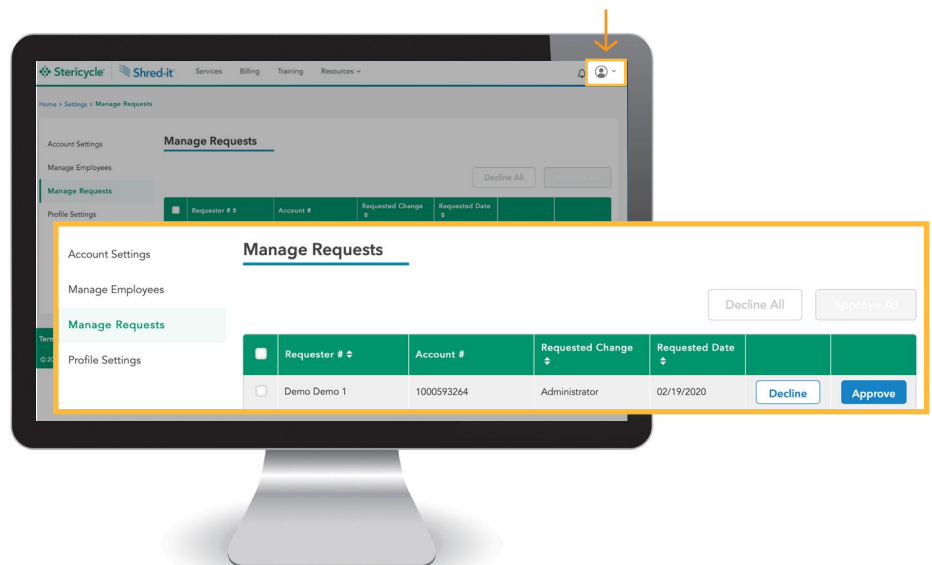 Stericycle Shred-it Services Billing Training Resources
Home > Settings > Manage Requests
Account Settings
Manage Employees
Manage Requests
Profile Settings
Manage Requests
Decline All Approve All
Requester # Account # Requested Change Requested Date
Account Settings
Manage Employees
Manage Requests
Profile Settings
Manage Requests
Decline All Approve All
Requester # Account # Requested Change Requested Date
Demo Demo 1 1000593264 Administrator 02/19/2020 Decline Approve